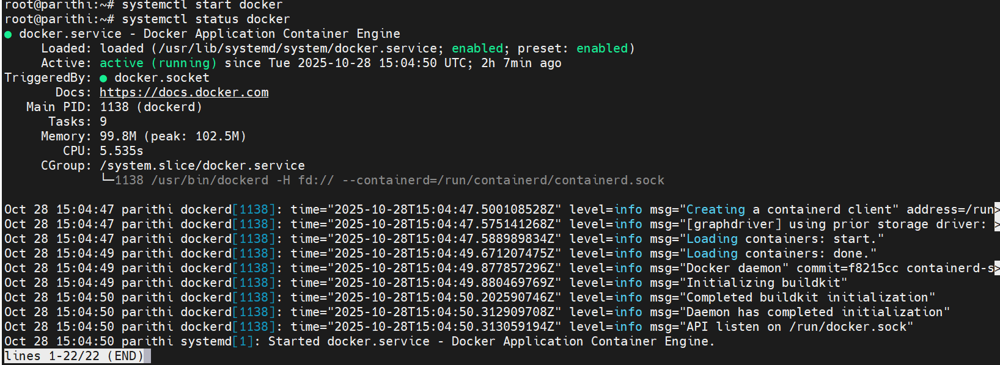 root@parithi:~# systemctl start docker
root@parithi:~# systemctl status docker
● docker.service - Docker Application Container Engine
     Loaded: loaded (/usr/lib/systemd/system/docker.service; enabled; preset: enabled)
     Active: active (running) since Tue 2025-10-28 15:04:50 UTC; 2h 7min ago
TriggeredBy: ● docker.socket
       Docs: https://docs.docker.com
   Main PID: 1138 (dockerd)
      Tasks: 9
     Memory: 99.8M (peak: 102.5M)
        CPU: 5.535s
     CGroup: /system.slice/docker.service
             └─1138 /usr/bin/dockerd -H fd:// --containerd=/run/containerd/containerd.sock

Oct 28 15:04:47 parithi dockerd[1138]: time="2025-10-28T15:04:47.500108528Z" level=info msg="Creating a containerd client" address=/run>
Oct 28 15:04:47 parithi dockerd[1138]: time="2025-10-28T15:04:47.575141268Z" level=info msg="[graphdriver] using prior storage driver: >
Oct 28 15:04:47 parithi dockerd[1138]: time="2025-10-28T15:04:47.588989834Z" level=info msg="Loading containers: start."
Oct 28 15:04:49 parithi dockerd[1138]: time="2025-10-28T15:04:49.671207475Z" level=info msg="Loading containers: done."
Oct 28 15:04:49 parithi dockerd[1138]: time="2025-10-28T15:04:49.877857296Z" level=info msg="Docker daemon" commit=f8215cc containerd-s>
Oct 28 15:04:49 parithi dockerd[1138]: time="2025-10-28T15:04:49.880469769Z" level=info msg="Initializing buildkit"
Oct 28 15:04:50 parithi dockerd[1138]: time="2025-10-28T15:04:50.202590746Z" level=info msg="Completed buildkit initialization"
Oct 28 15:04:50 parithi dockerd[1138]: time="2025-10-28T15:04:50.312909708Z" level=info msg="Daemon has completed initialization"
Oct 28 15:04:50 parithi dockerd[1138]: time="2025-10-28T15:04:50.313059194Z" level=info msg="API listen on /run/docker.sock"
Oct 28 15:04:50 parithi systemd[1]: Started docker.service - Docker Application Container Engine.
lines 1-22/22 (END)